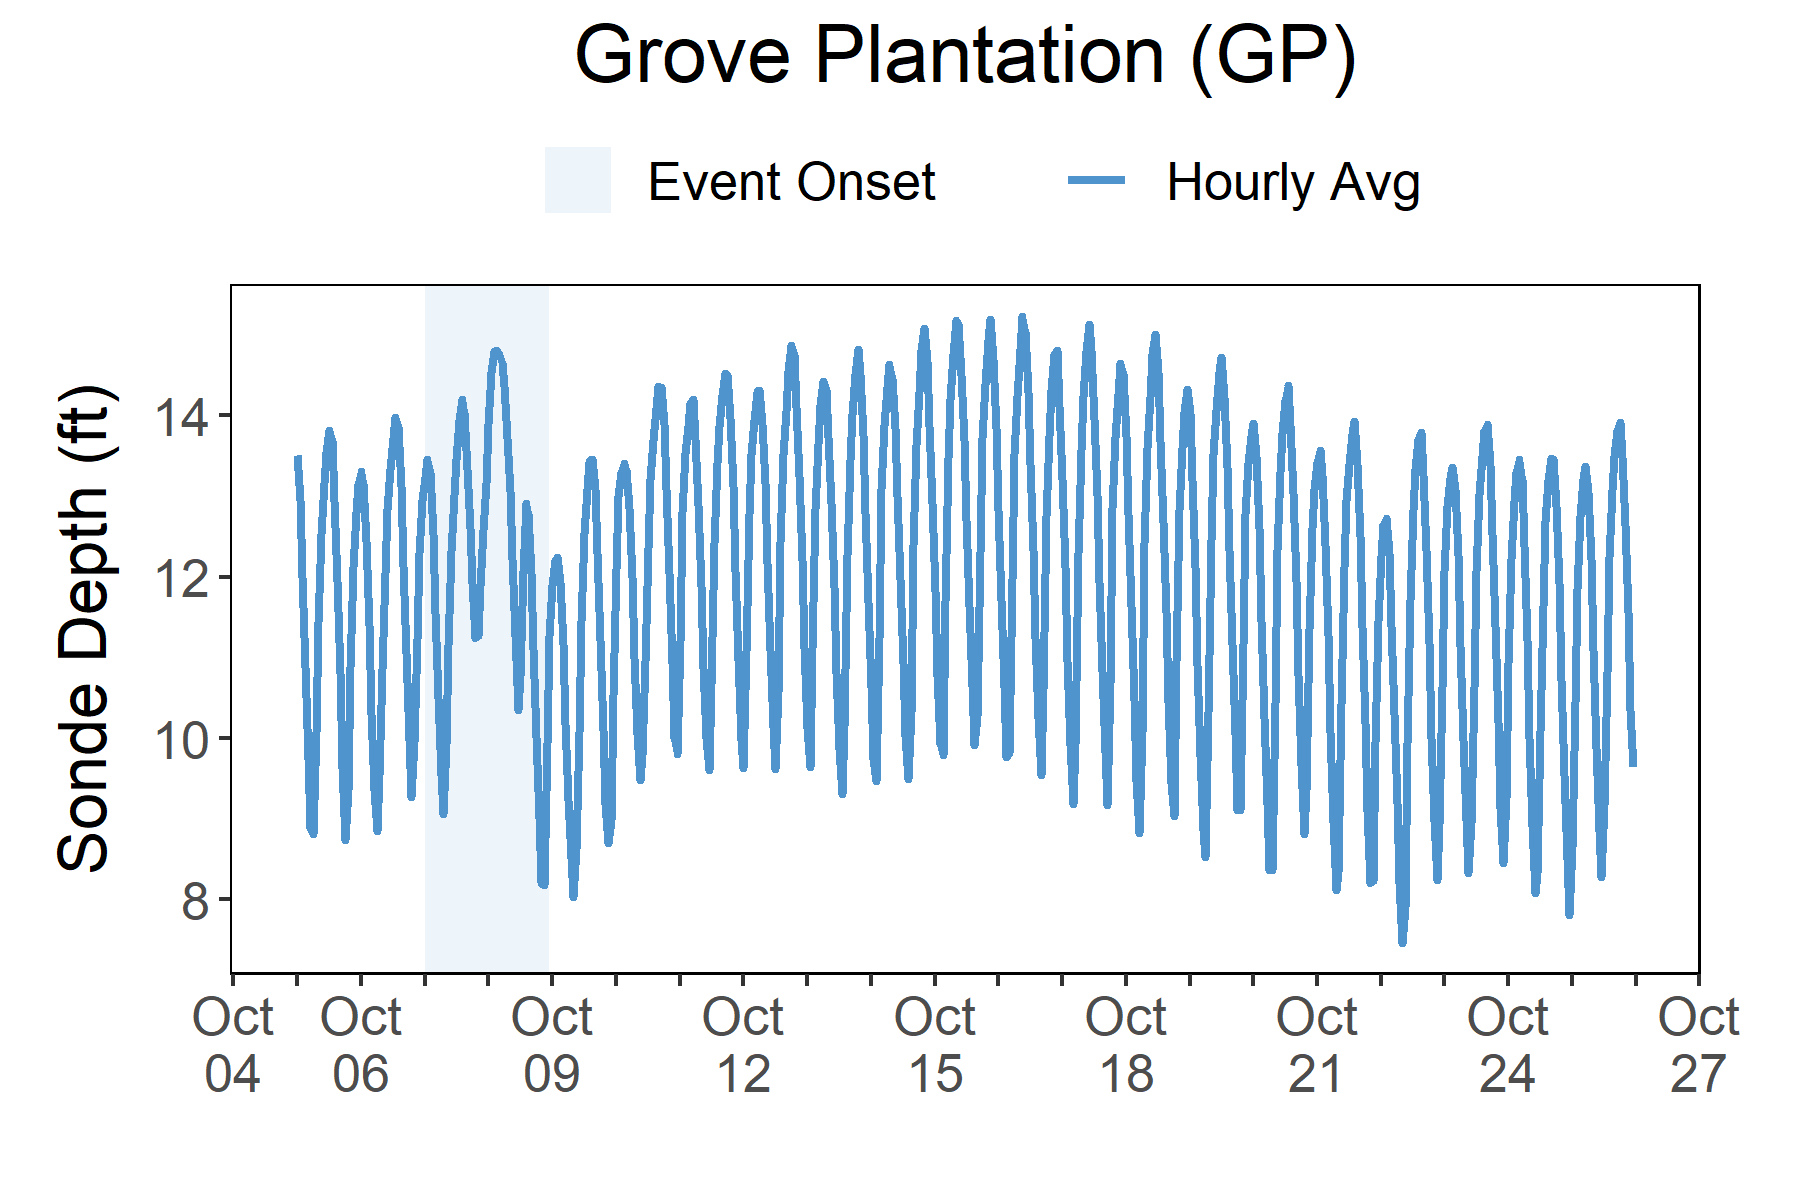 Grove Plantation (GP)
Event Onset
Hourly Avg
Sonde Depth (ft)
14
12
10
8
Oct 04
Oct 06
Oct 09
Oct 12
Oct 15
Oct 18
Oct 21
Oct 24
Oct 27